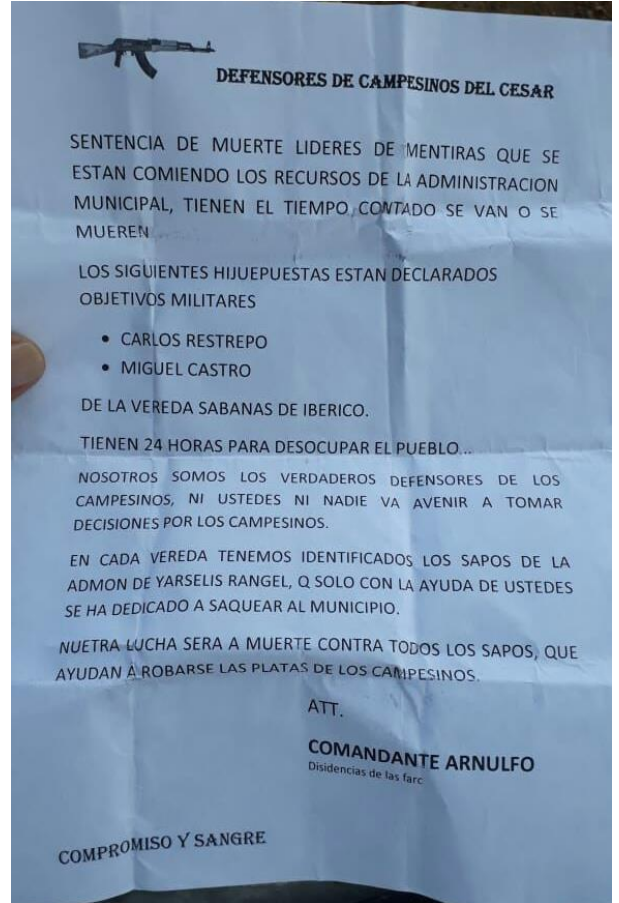 DEFENSORES DE CAMPESINOS DEL CESAR
SENTENCIA DE MUERTE LIDERES DE MENTIRAS QUE SE
ESTAN COMIENDO LOS RECURSOS DE LA ADMINISTRACION
MUNICIPAL, TIENEN EL TIEMPO CONTADO SE VAN O SE
MUEREN
LOS SIGUIENTES HIJUEPUESTAS ESTAN DECLARADOS
OBJETIVOS MILITARES
• CARLOS RESTREPO
• MIGUEL CASTRO
DE LA VEREDA SABANAS DE IBERICO.
TIENEN 24 HORAS PARA DESOCUPAR EL PUEBLO...
NOSOTROS SOMOS LOS VERDADEROS DEFENSORES DE LOS
CAMPESINOS, NI USTEDES NI NADIE VA AVENIR A TOMAR
DECISIONES POR LOS CAMPESINOS.
EN CADA VEREDA TENEMOS IDENTIFICADOS LOS SAPOS DE LA
ADMON DE YARSELIS RANGEL, Q SOLO CON LA AYUDA DE USTEDES
SE HA DEDICADO A SAQUEAR AL MUNICIPIO.
NUETRA LUCHA SERA A MUERTE CONTRA TODOS LOS SAPOS, QUE
AYUDAN A ROBARSE LAS PLATAS DE LOS CAMPESINOS.
ATT.
COMANDANTE ARNULFO
Disidencias de las farc
COMPROMISO Y SANGRE